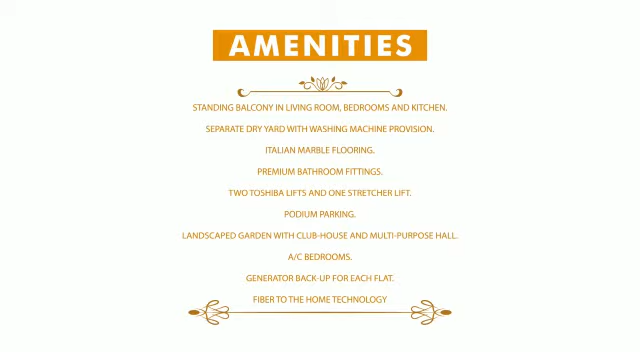 AMENITIES
STANDING BALCONY IN LIVING ROOM, BEDROOMS AND KITCHEN.
SEPARATE DRY YARD WITH WASHING MACHINE PROVISION.
ITALIAN MARBLE FLOORING.
PREMIUM BATHROOM FITTINGS.
TWO TOSHIBA LIFTS AND ONE STRETCHER LIFT.
PODIUM PARKING.
LANDSCAPED GARDEN WITH CLUB-HOUSE AND MULTI-PURPOSE HALL.
A/C BEDROOMS.
GENERATOR BACK-UP FOR EACH FLAT.
FIBER TO THE HOME TECHNOLOGY